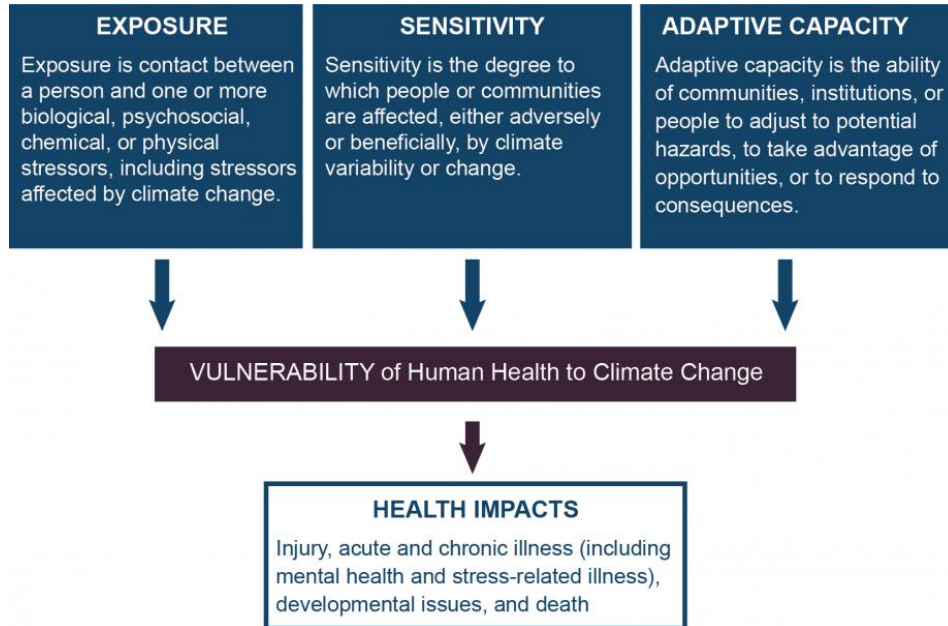 EXPOSURE
Exposure is contact between
a person and one or more
biological, psychosocial,
chemical, or physical
stressors, including stressors
affected by climate change.
SENSITIVITY
Sensitivity is the degree to
which people or communities
are affected, either adversely
or beneficially, by climate
variability or change.
ADAPTIVE CAPACITY
Adaptive capacity is the ability
of communities, institutions, or
people to adjust to potential
hazards, to take advantage of
opportunities, or to respond to
consequences.
VULNERABILITY of Human Health to Climate Change
HEALTH IMPACTS
Injury, acute and chronic illness (including
mental health and stress-related illness),
developmental issues, and death